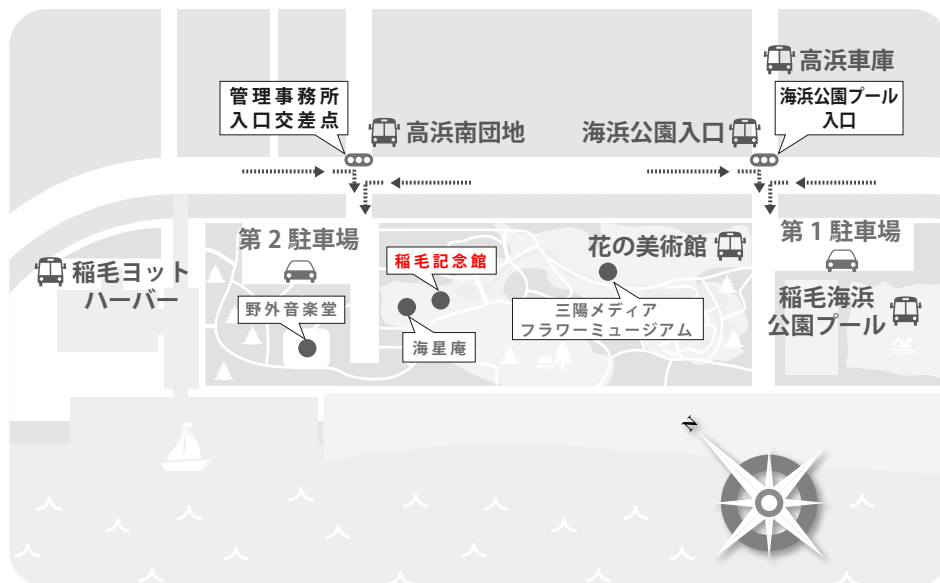 高浜車庫
管理事務所
入口交差点
海浜公園プール
入口
高浜南団地
海浜公園入口
第2駐車場
花の美術館
第1駐車場
稲毛記念館
稲毛ヨット
ハーバー
稲毛海浜
公園プール
野外音楽堂
三陽メディア
フラワーミュージアム
海星庵
N